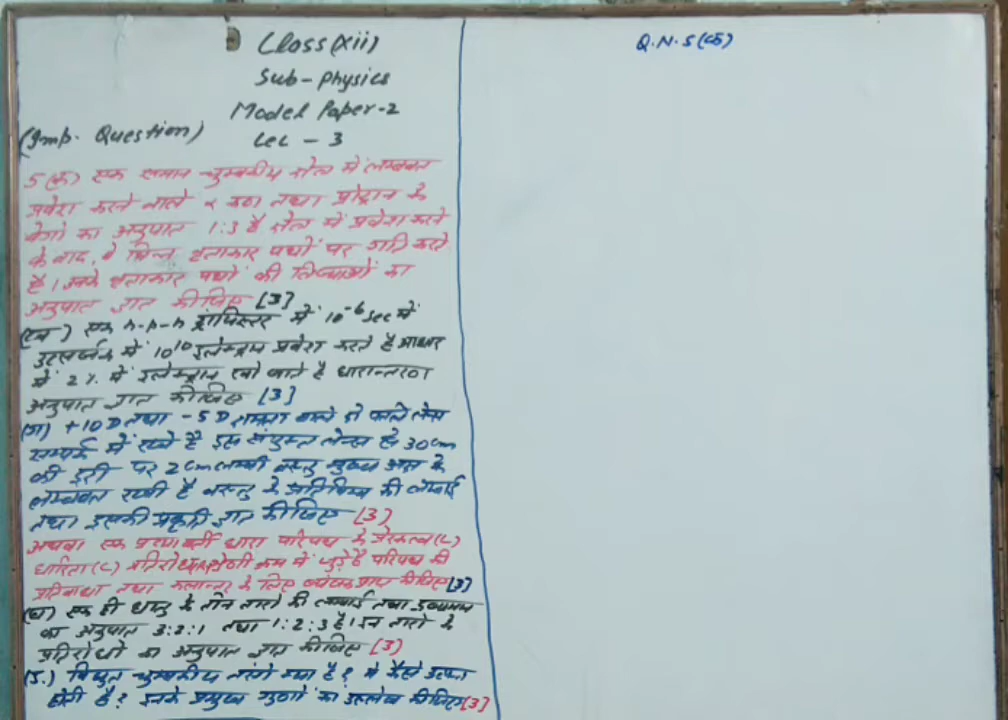 Class (xii)
Sub-Physics
Model Paper-2
(Imp. Question)
Lec - 3
5(क) एक समान चुम्बकीय क्षेत्र में लम्बवत
प्रवेश करने वाले α कण तथा प्रोट्रान के
वेगो का अनुपात 1:3 है क्षेत्र में प्रवेश करने
के बाद, वे भिन्न वृत्ताकार पथों पर गति करते
है। उनके वृत्ताकार पथों की त्रिज्याओं का
अनुपात ज्ञात कीजिए [3]
(ख) एक n-p-n ट्रांजिस्टर में 10⁻⁶ sec में
उत्सर्जक में 10¹⁰ इलेक्ट्रान प्रवेश करते है आधार
में 2% में इलेक्ट्रान खो जाते है धारान्तरण
अनुपात ज्ञात कीजिए [3]
(ग) +10 D तथा -5 D क्षमता वाले दो पतले लेंस
सम्पर्क में रखे है इस संयुक्त लेन्स से 30cm
की दूरी पर 2 cm लम्बी वस्तु मुख्य अक्ष के
लम्बवत रखी है वस्तु के प्रतिबिम्ब की लम्बाई
तथा इसकी प्रकृति ज्ञात कीजिए [3]
अथवा एक प्रत्यावर्ती धारा परिपथ के प्रेरकत्व (L)
धारिता (C) प्रतिरोध श्रेणी क्रम में जुड़े है परिपथ की
प्रतिबाधा तथा कलान्तर के लिए व्यंजक प्राप्त कीजिए [3]
(घ) एक ही धातु के तीन तारो की लम्बाई तथा द्रव्यमान
का अनुपात 3:2:1 तथा 1:2:3 है। इन तारो के
प्रतिरोधों का अनुपात ज्ञात कीजिए [3]
(ड.) विद्युत चुम्बकीय तंरगे क्या है? ये कैसे उत्पन्न
होती है? इनके प्रमुख गुणों का उल्लेख कीजिए [3]
Q.N. 5 (क)